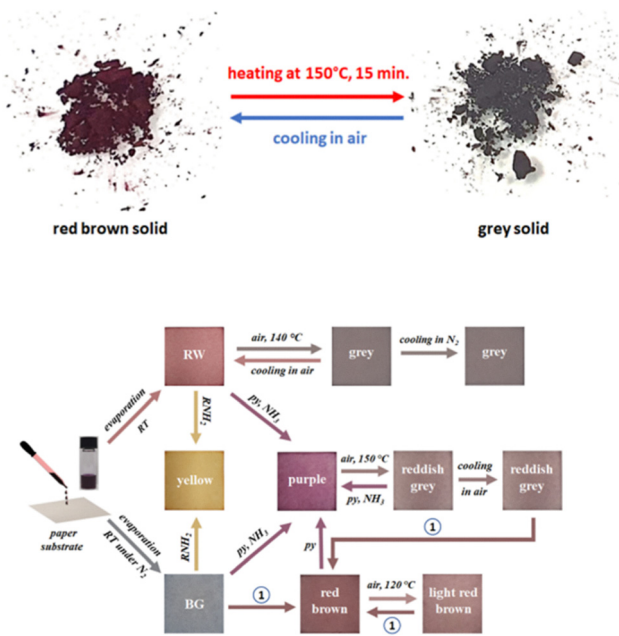 heating at 150°C, 15 min.
cooling in air
red brown solid
grey solid
RW
air, 140 °C
cooling in air
grey
cooling in N₂
grey
evaporation
RT
RNH₂
py, NH₃
paper
substrate
yellow
purple
air, 150°C
py, NH₃
reddish
grey
cooling
in air
reddish
grey
evaporation
RT under N₂
RNH₂
py, NH₃
py
1
BG
1
red
brown
air, 120°C
1
light red
brown